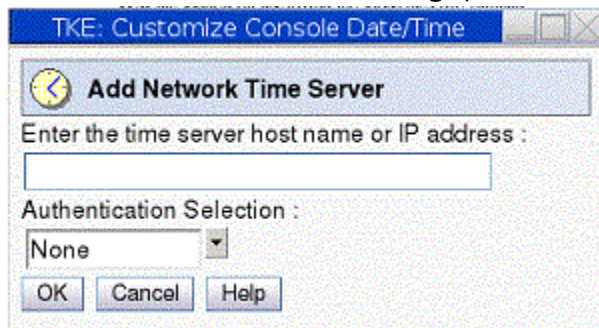 TKE: Customize Console Date/Time
Add Network Time Server
Enter the time server host name or IP address :
Authentication Selection :
None
OK Cancel Help